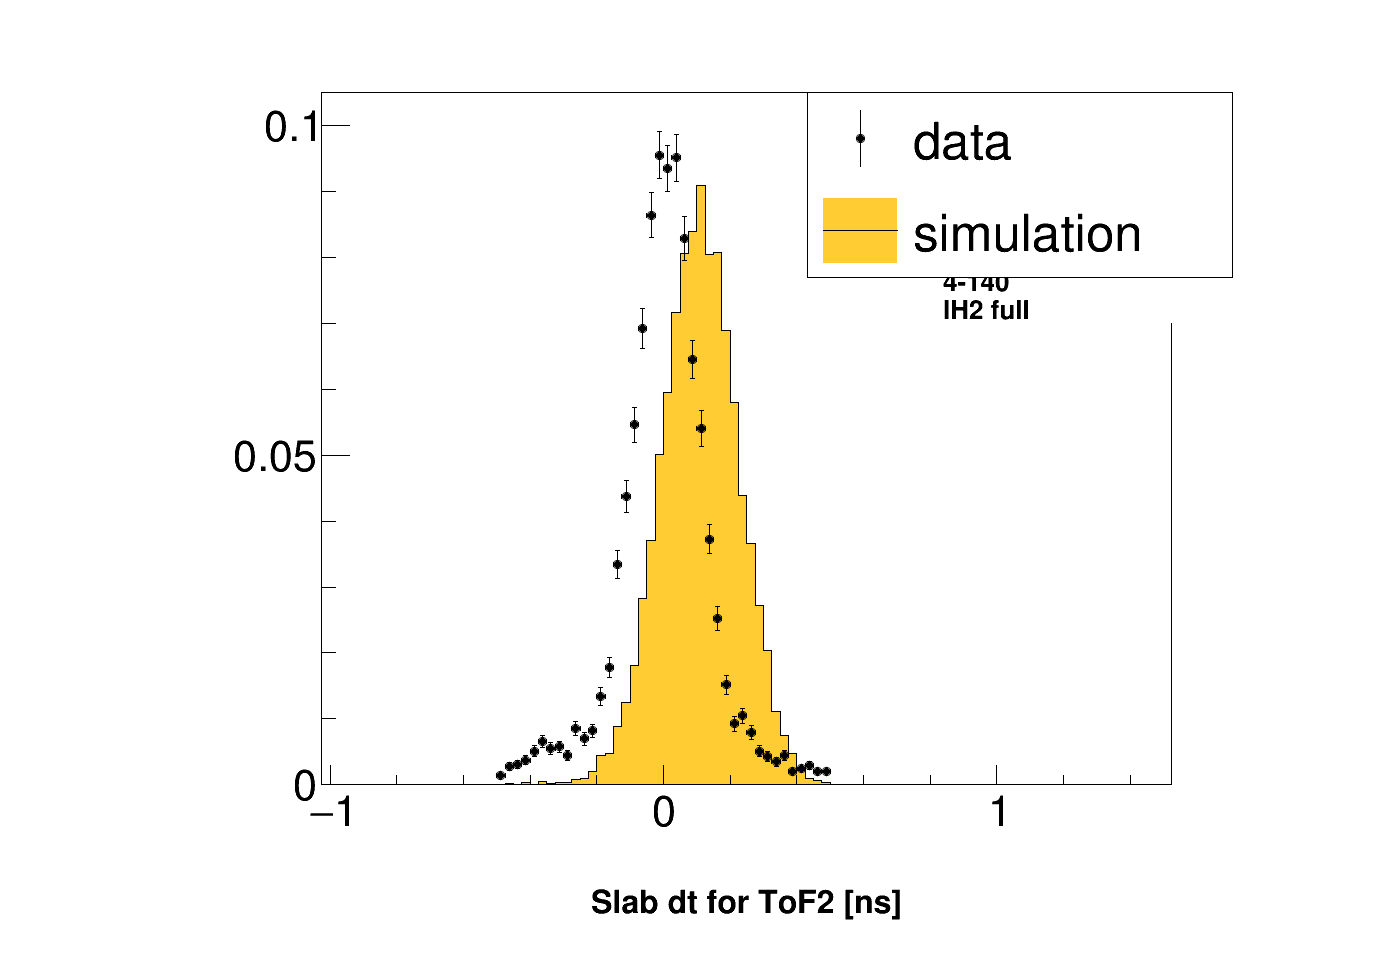 0.1
data
simulation
4-140
lH2 full
0.05
0
−1
0
1
Slab dt for ToF2 [ns]